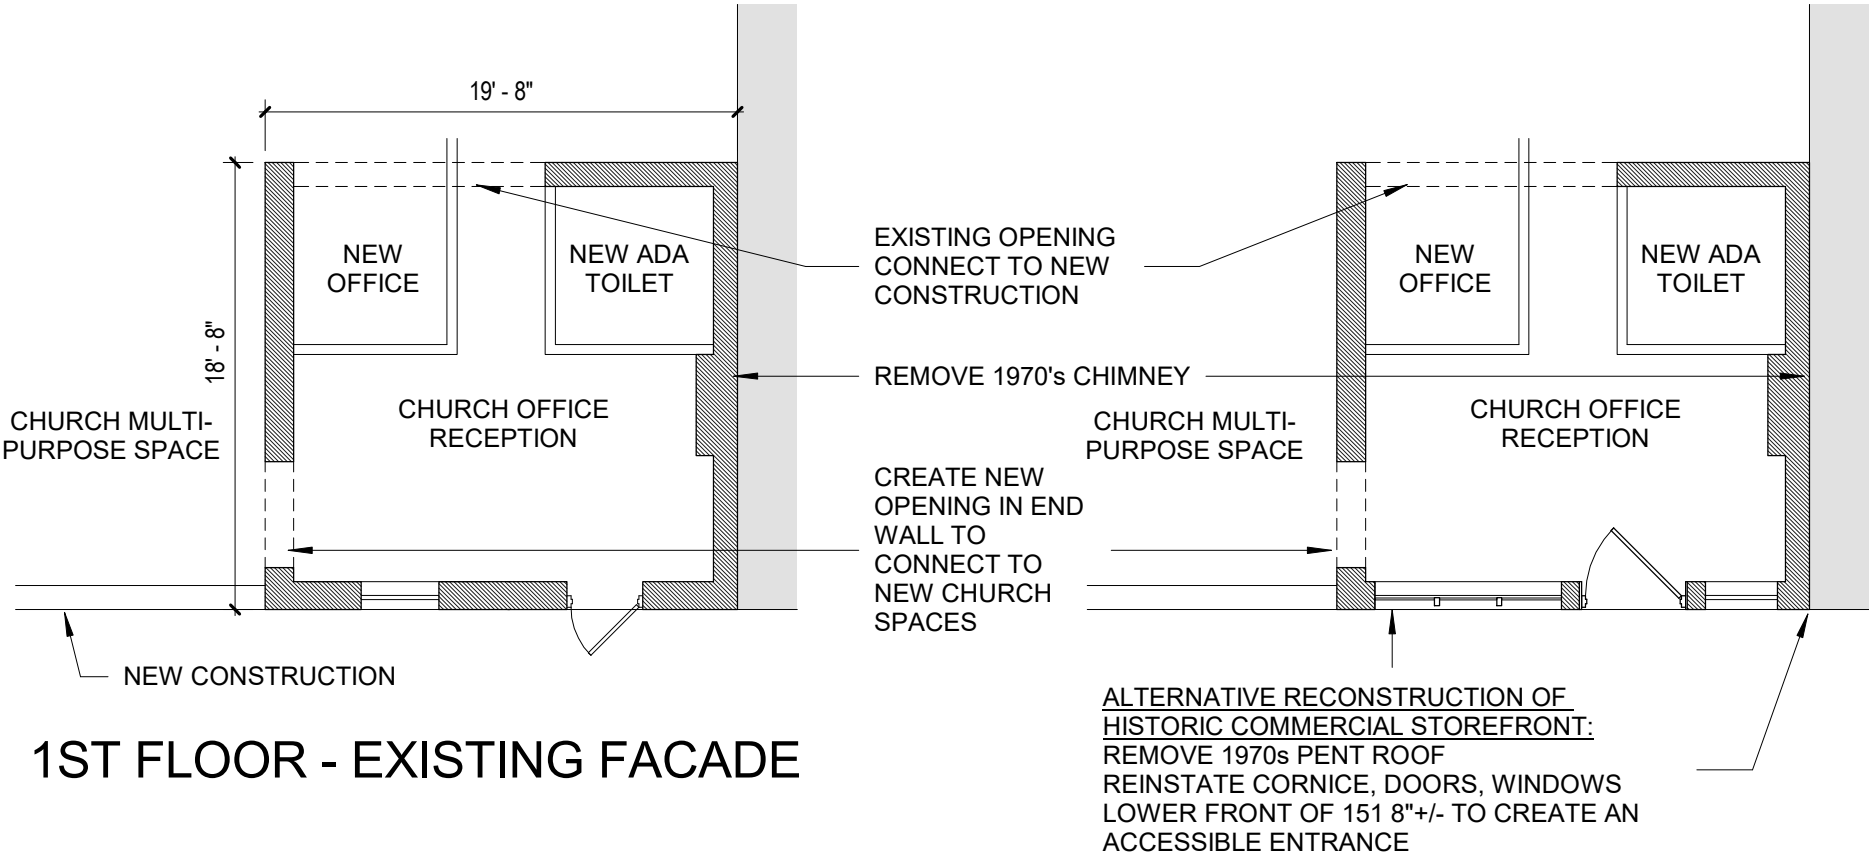 19' - 8"
18' - 8"
NEW
OFFICE
NEW ADA
TOILET
CHURCH OFFICE
RECEPTION
CHURCH MULTI-
PURPOSE SPACE
NEW CONSTRUCTION
1ST FLOOR - EXISTING FACADE
EXISTING OPENING
CONNECT TO NEW
CONSTRUCTION
REMOVE 1970's CHIMNEY
CREATE NEW
OPENING IN END
WALL TO
CONNECT TO
NEW CHURCH
SPACES
NEW
OFFICE
NEW ADA
TOILET
CHURCH MULTI-
PURPOSE SPACE
CHURCH OFFICE
RECEPTION
ALTERNATIVE RECONSTRUCTION OF
HISTORIC COMMERCIAL STOREFRONT:
REMOVE 1970s PENT ROOF
REINSTATE CORNICE, DOORS, WINDOWS
LOWER FRONT OF 151 8"+/- TO CREATE AN
ACCESSIBLE ENTRANCE